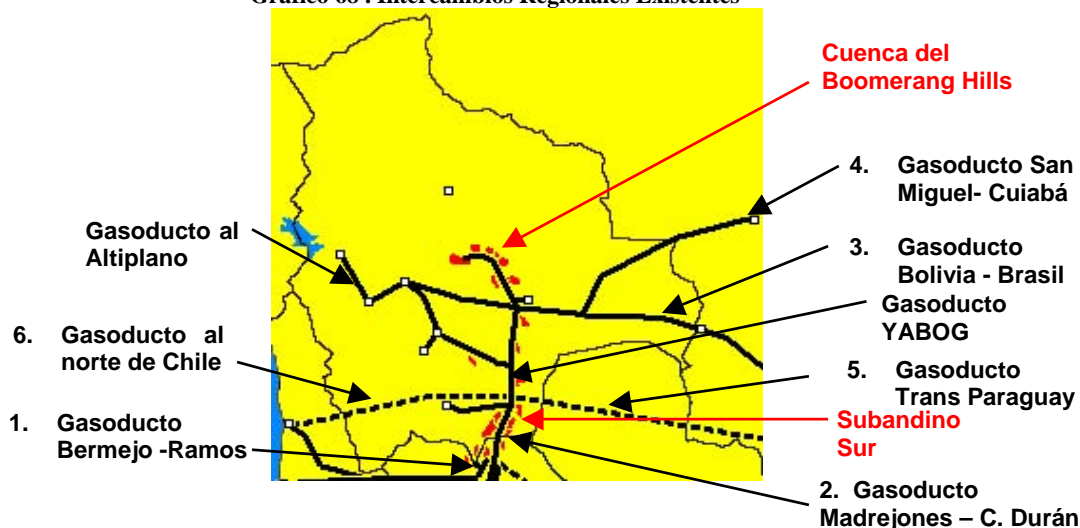 Gráfico 68 . Intercambios Regionales Existentes
Cuenca del
Boomerang Hills
4. Gasoducto San
Miguel- Cuiabá
Gasoducto al
Altiplano
3. Gasoducto
Bolivia - Brasil
Gasoducto
YABOG
6. Gasoducto al
norte de Chile
5. Gasoducto
Trans Paraguay
1. Gasoducto
Bermejo -Ramos
Subandino
Sur
2. Gasoducto
Madrejones – C. Durán